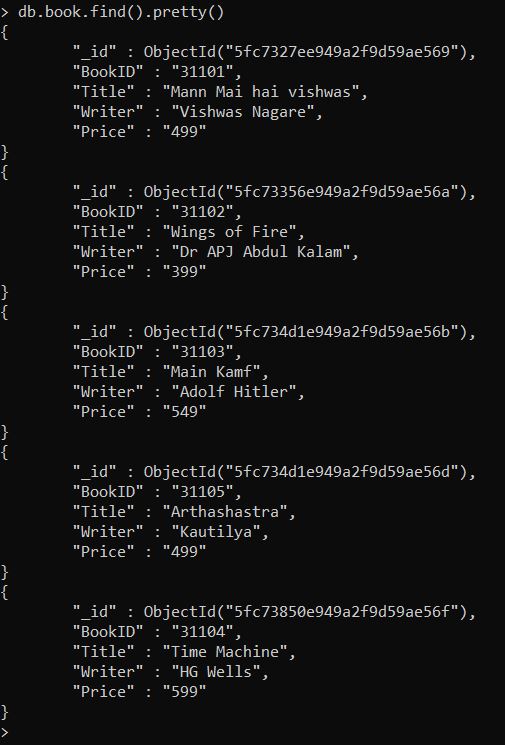 > db.book.find().pretty()
{
        "_id" : ObjectId("5fc7327ee949a2f9d59ae569"),
        "BookID" : "31101",
        "Title" : "Mann Mai hai vishwas",
        "Writer" : "Vishwas Nagare",
        "Price" : "499"
}
{
        "_id" : ObjectId("5fc73356e949a2f9d59ae56a"),
        "BookID" : "31102",
        "Title" : "Wings of Fire",
        "Writer" : "Dr APJ Abdul Kalam",
        "Price" : "399"
}
{
        "_id" : ObjectId("5fc734d1e949a2f9d59ae56b"),
        "BookID" : "31103",
        "Title" : "Main Kamf",
        "Writer" : "Adolf Hitler",
        "Price" : "549"
}
{
        "_id" : ObjectId("5fc734d1e949a2f9d59ae56d"),
        "BookID" : "31105",
        "Title" : "Arthashastra",
        "Writer" : "Kautilya",
        "Price" : "499"
}
{
        "_id" : ObjectId("5fc73850e949a2f9d59ae56f"),
        "BookID" : "31104",
        "Title" : "Time Machine",
        "Writer" : "HG Wells",
        "Price" : "599"
}
>